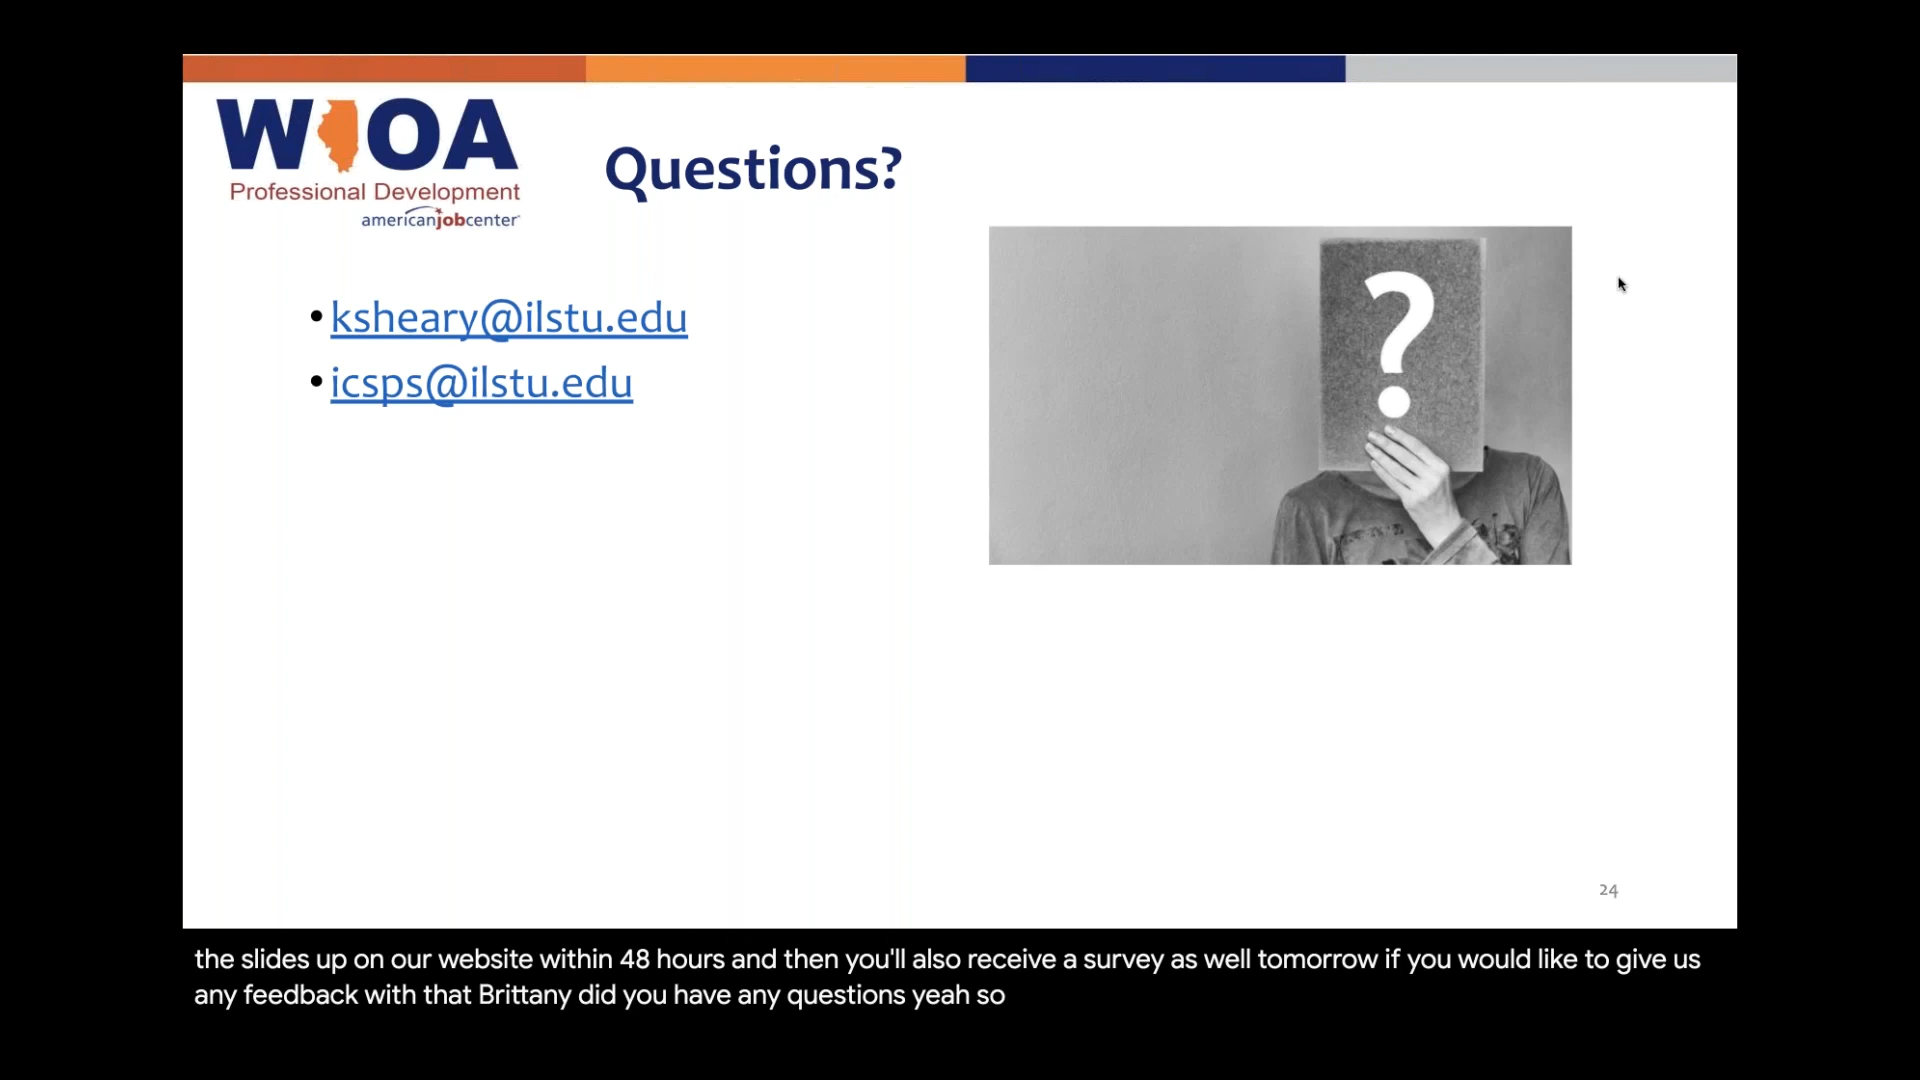 WIOA
Professional Development
americanjobcenter
Questions?
• ksheary@ilstu.edu
• icsps@ilstu.edu
?
24
the slides up on our website within 48 hours and then you'll also receive a survey as well tomorrow if you would like to give us
any feedback with that Brittany did you have any questions yeah so